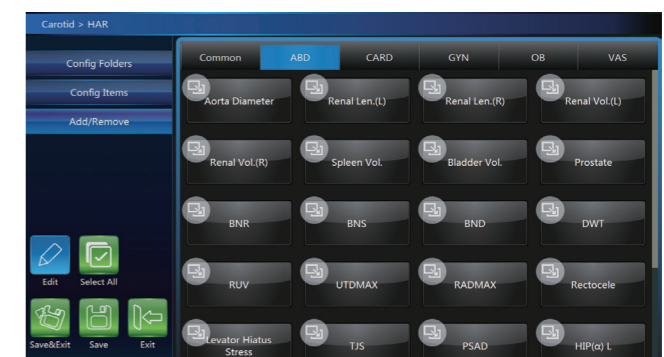 Carotid > HAR
Config Folders
Config Items
Add/Remove
Edit
Select All
Save&Exit
Save
Exit
Common
ABD
CARD
GYN
OB
VAS
Aorta Diameter
Renal Len.(L)
Renal Len.(R)
Renal Vol.(L)
Renal Vol.(R)
Spleen Vol.
Bladder Vol.
Prostate
BNR
BNS
BND
DWT
RUV
UTDMAX
RADMAX
Rectocele
Levator Hiatus
Stress
TJS
PSAD
HIP(α) L